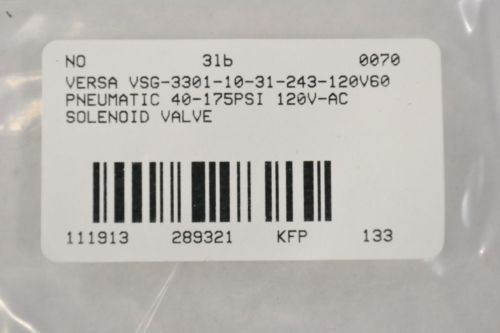 NO 31b 0070
VERSA VSG-3301-10-31-243-120V60
PNEUMATIC 40-175PSI 120V-AC
SOLENOID VALVE
111913 289321 KFP 133